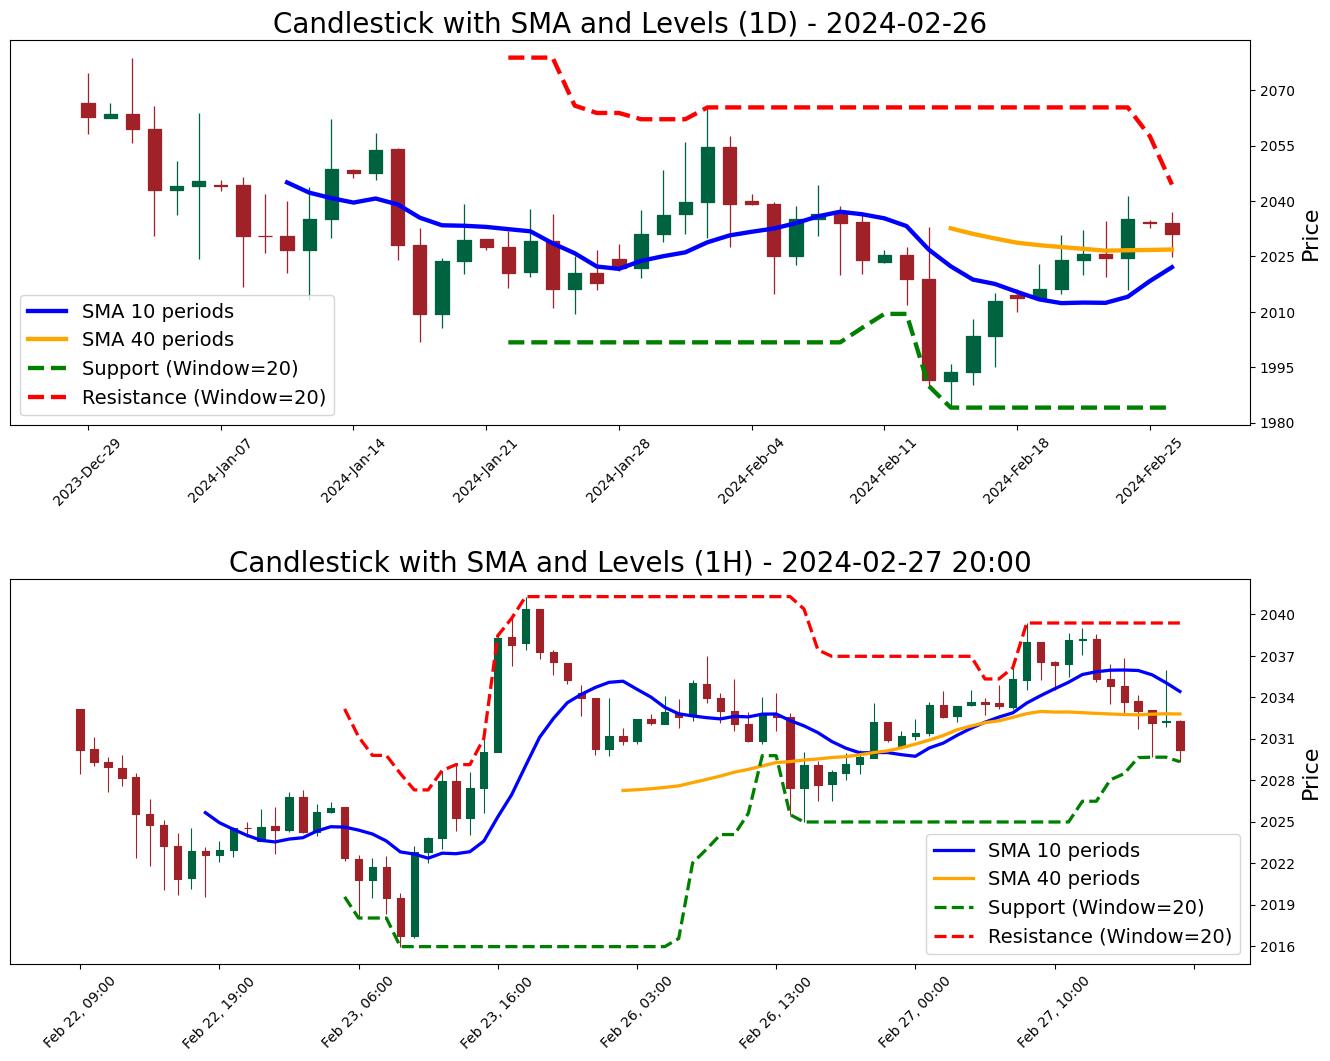 Candlestick with SMA and Levels (1D) - 2024-02-26
2070
2055
2040
2025
2010
1995
1980
Price
SMA 10 periods
SMA 40 periods
Support (Window=20)
Resistance (Window=20)
2023-Dec-29
2024-Jan-07
2024-Jan-14
2024-Jan-21
2024-Jan-28
2024-Feb-04
2024-Feb-11
2024-Feb-18
2024-Feb-25
Candlestick with SMA and Levels (1H) - 2024-02-27 20:00
2040
2037
2034
2031
2028
2025
2022
2019
2016
Price
SMA 10 periods
SMA 40 periods
Support (Window=20)
Resistance (Window=20)
Feb 22, 09:00
Feb 22, 19:00
Feb 23, 06:00
Feb 23, 16:00
Feb 26, 03:00
Feb 26, 13:00
Feb 27, 00:00
Feb 27, 10:00